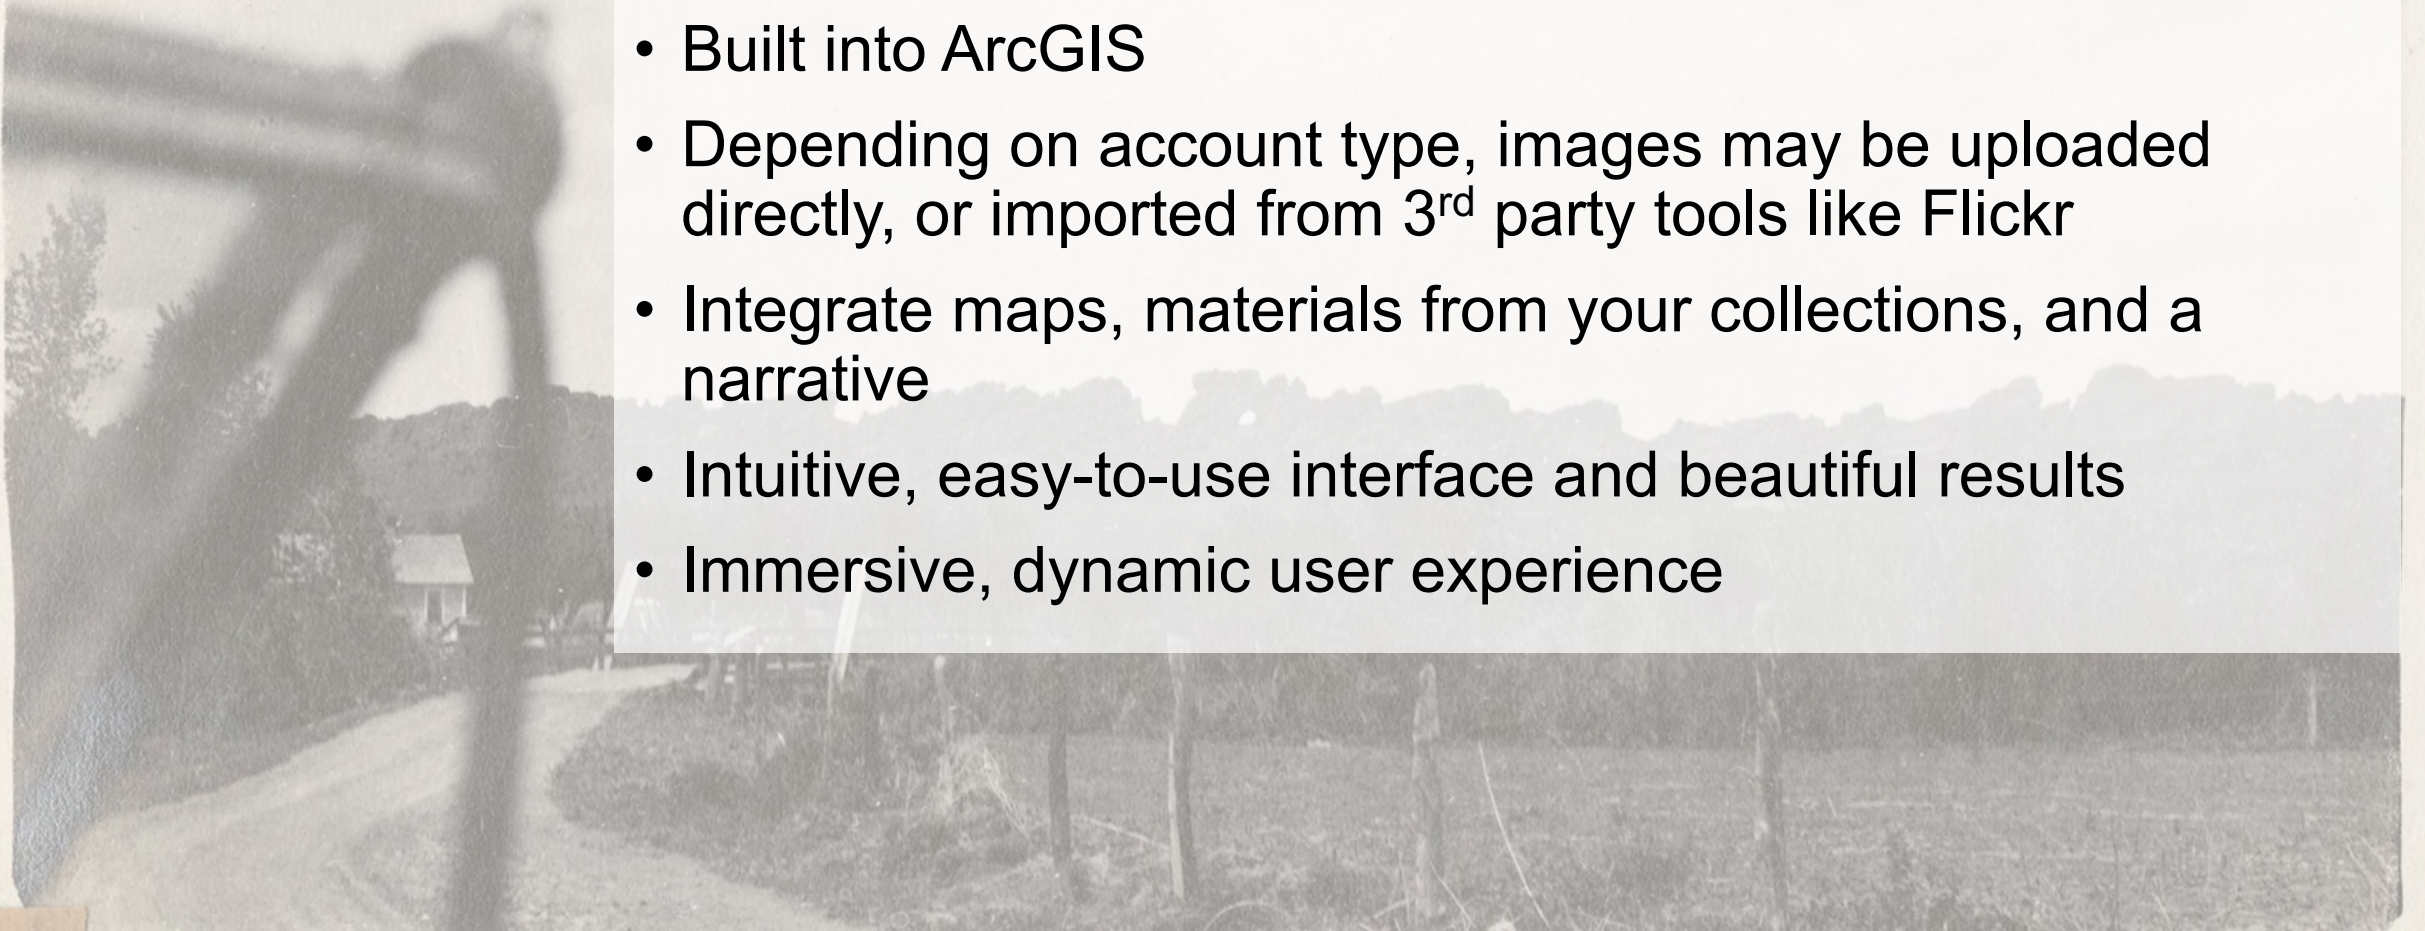 • Built into ArcGIS
• Depending on account type, images may be uploaded
directly, or imported from 3rd party tools like Flickr
• Integrate maps, materials from your collections, and a
narrative
• Intuitive, easy-to-use interface and beautiful results
• Immersive, dynamic user experience